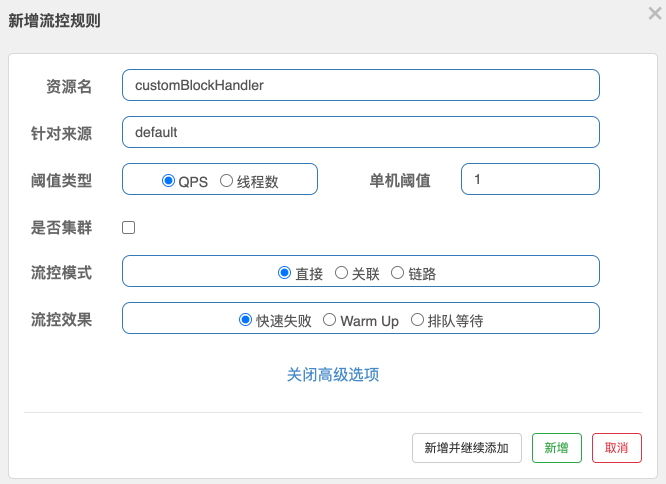 新增流控规则
资源名 customBlockHandler
针对来源 default
阈值类型 QPS 线程数 单机阈值 1
是否集群
流控模式 直接 关联 链路
流控效果 快速失败 Warm Up 排队等待
关闭高级选项
新增并继续添加 新增 取消